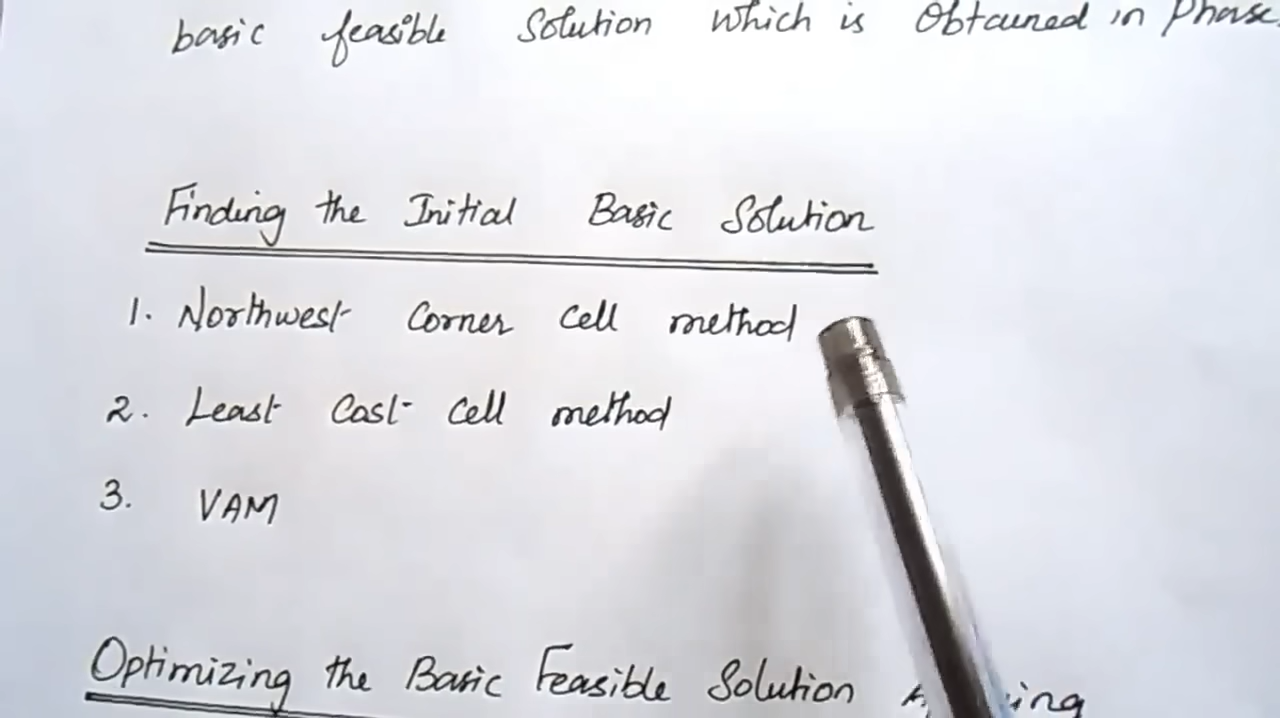 basic feasible Solution which is Obtained in Phase
Finding the Initial Basic Solution
1. Northwest Corner Cell method
2. Least Cost Cell method
3. VAM
Optimizing the Basic Feasible Solution